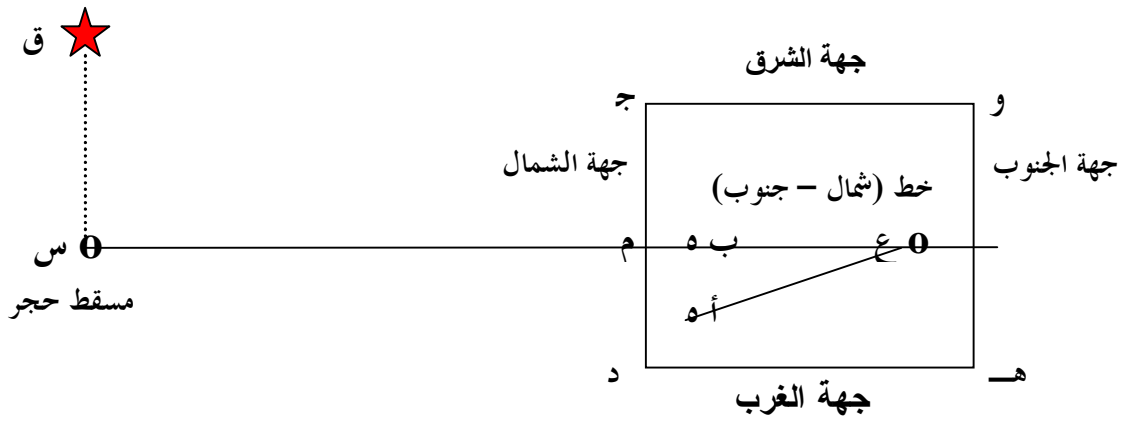 ق
جهة الشرق
ج
و
جهة الشمال
جهة الجنوب
خط (شمال – جنوب)
س
م
ب ه
ع
مسقط حجر
أ ه
د
هـ
جهة الغرب